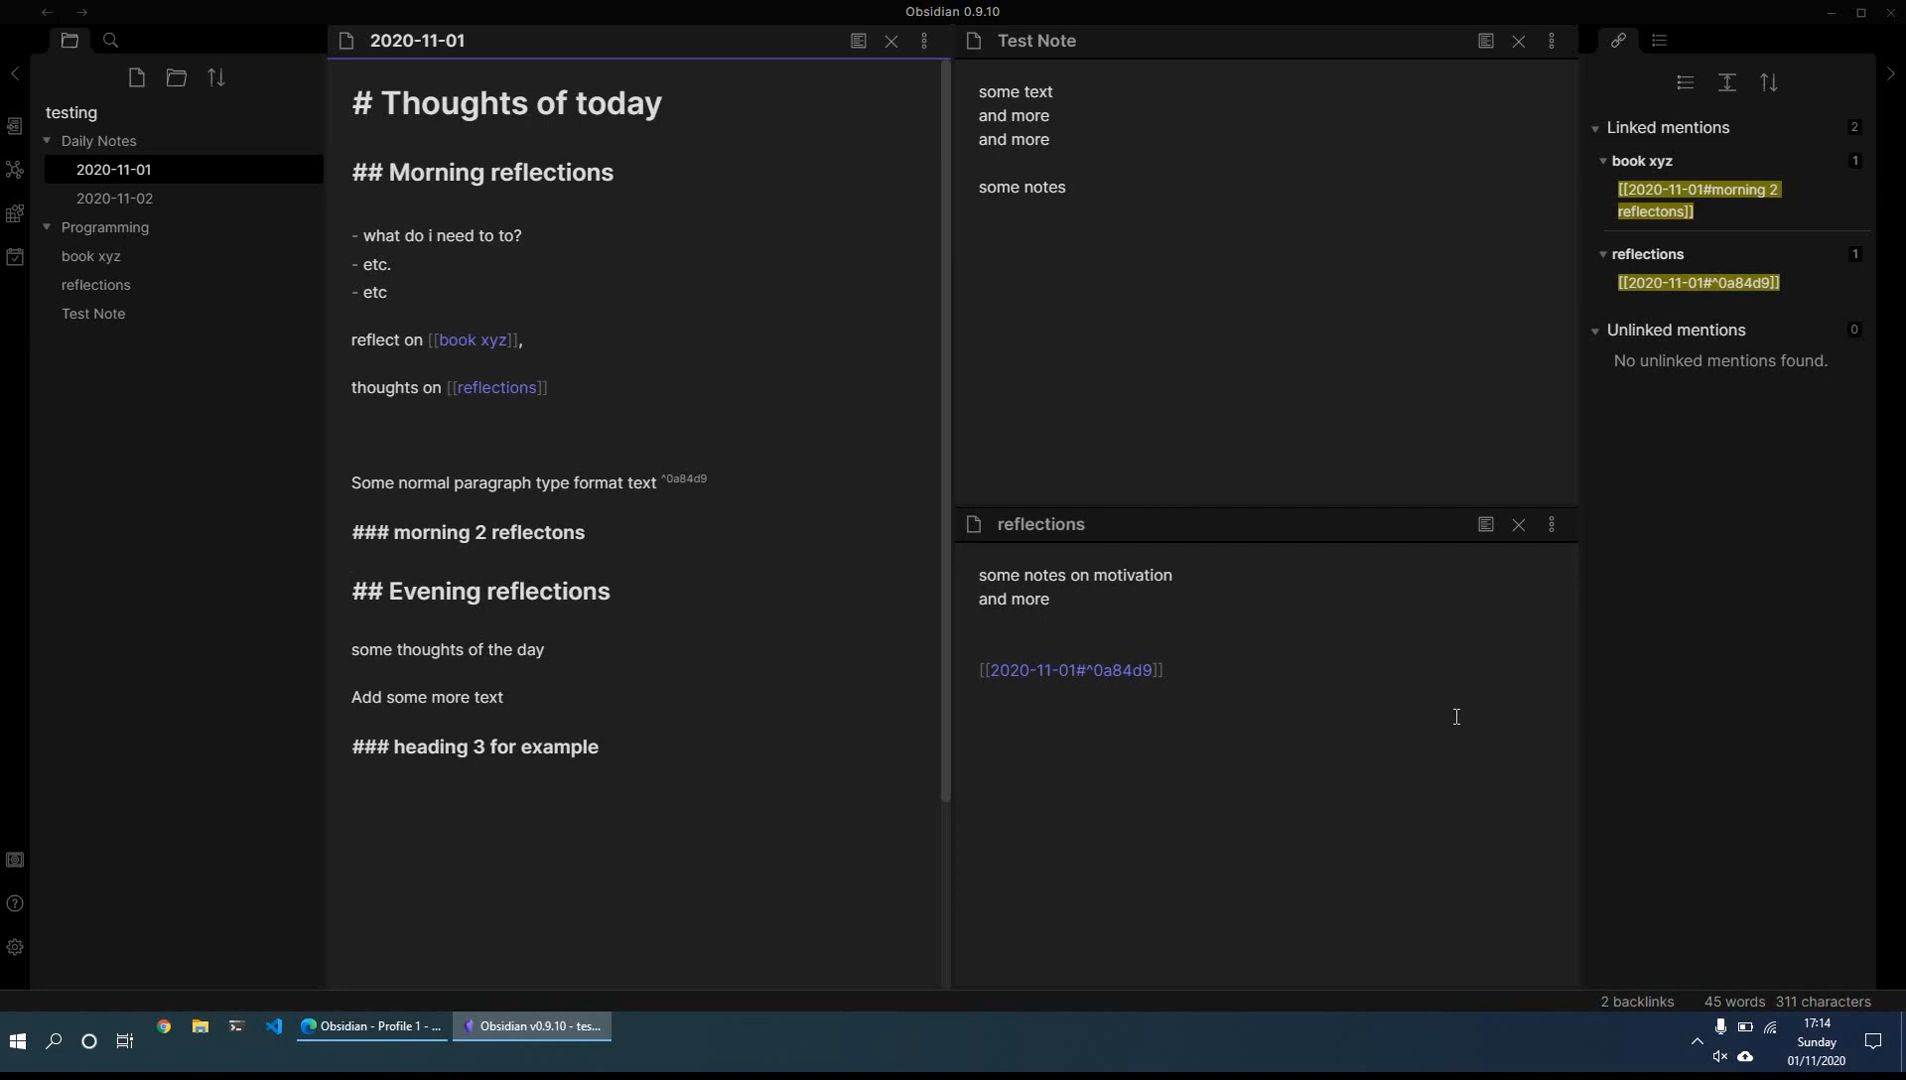 Obsidian 0.9.10
testing
Daily Notes
2020-11-01
2020-11-02
Programming
book xyz
reflections
Test Note
2020-11-01
# Thoughts of today
## Morning reflections
- what do i need to to?
- etc.
- etc
reflect on [[book xyz]],
thoughts on [[reflections]]
Some normal paragraph type format text ^0a84d9
### morning 2 reflectons
## Evening reflections
some thoughts of the day
Add some more text
### heading 3 for example
Test Note
some text
and more
and more
some notes
reflections
some notes on motivation
and more
[[2020-11-01#^0a84d9]]
Linked mentions 2
book xyz 1
[[2020-11-01#morning 2
reflectons]]
reflections 1
[[2020-11-01#^0a84d9]]
Unlinked mentions 0
No unlinked mentions found.
2 backlinks 45 words 311 characters
Obsidian - Profile 1 - ...
Obsidian v0.9.10 - tes...
17:14
Sunday
01/11/2020